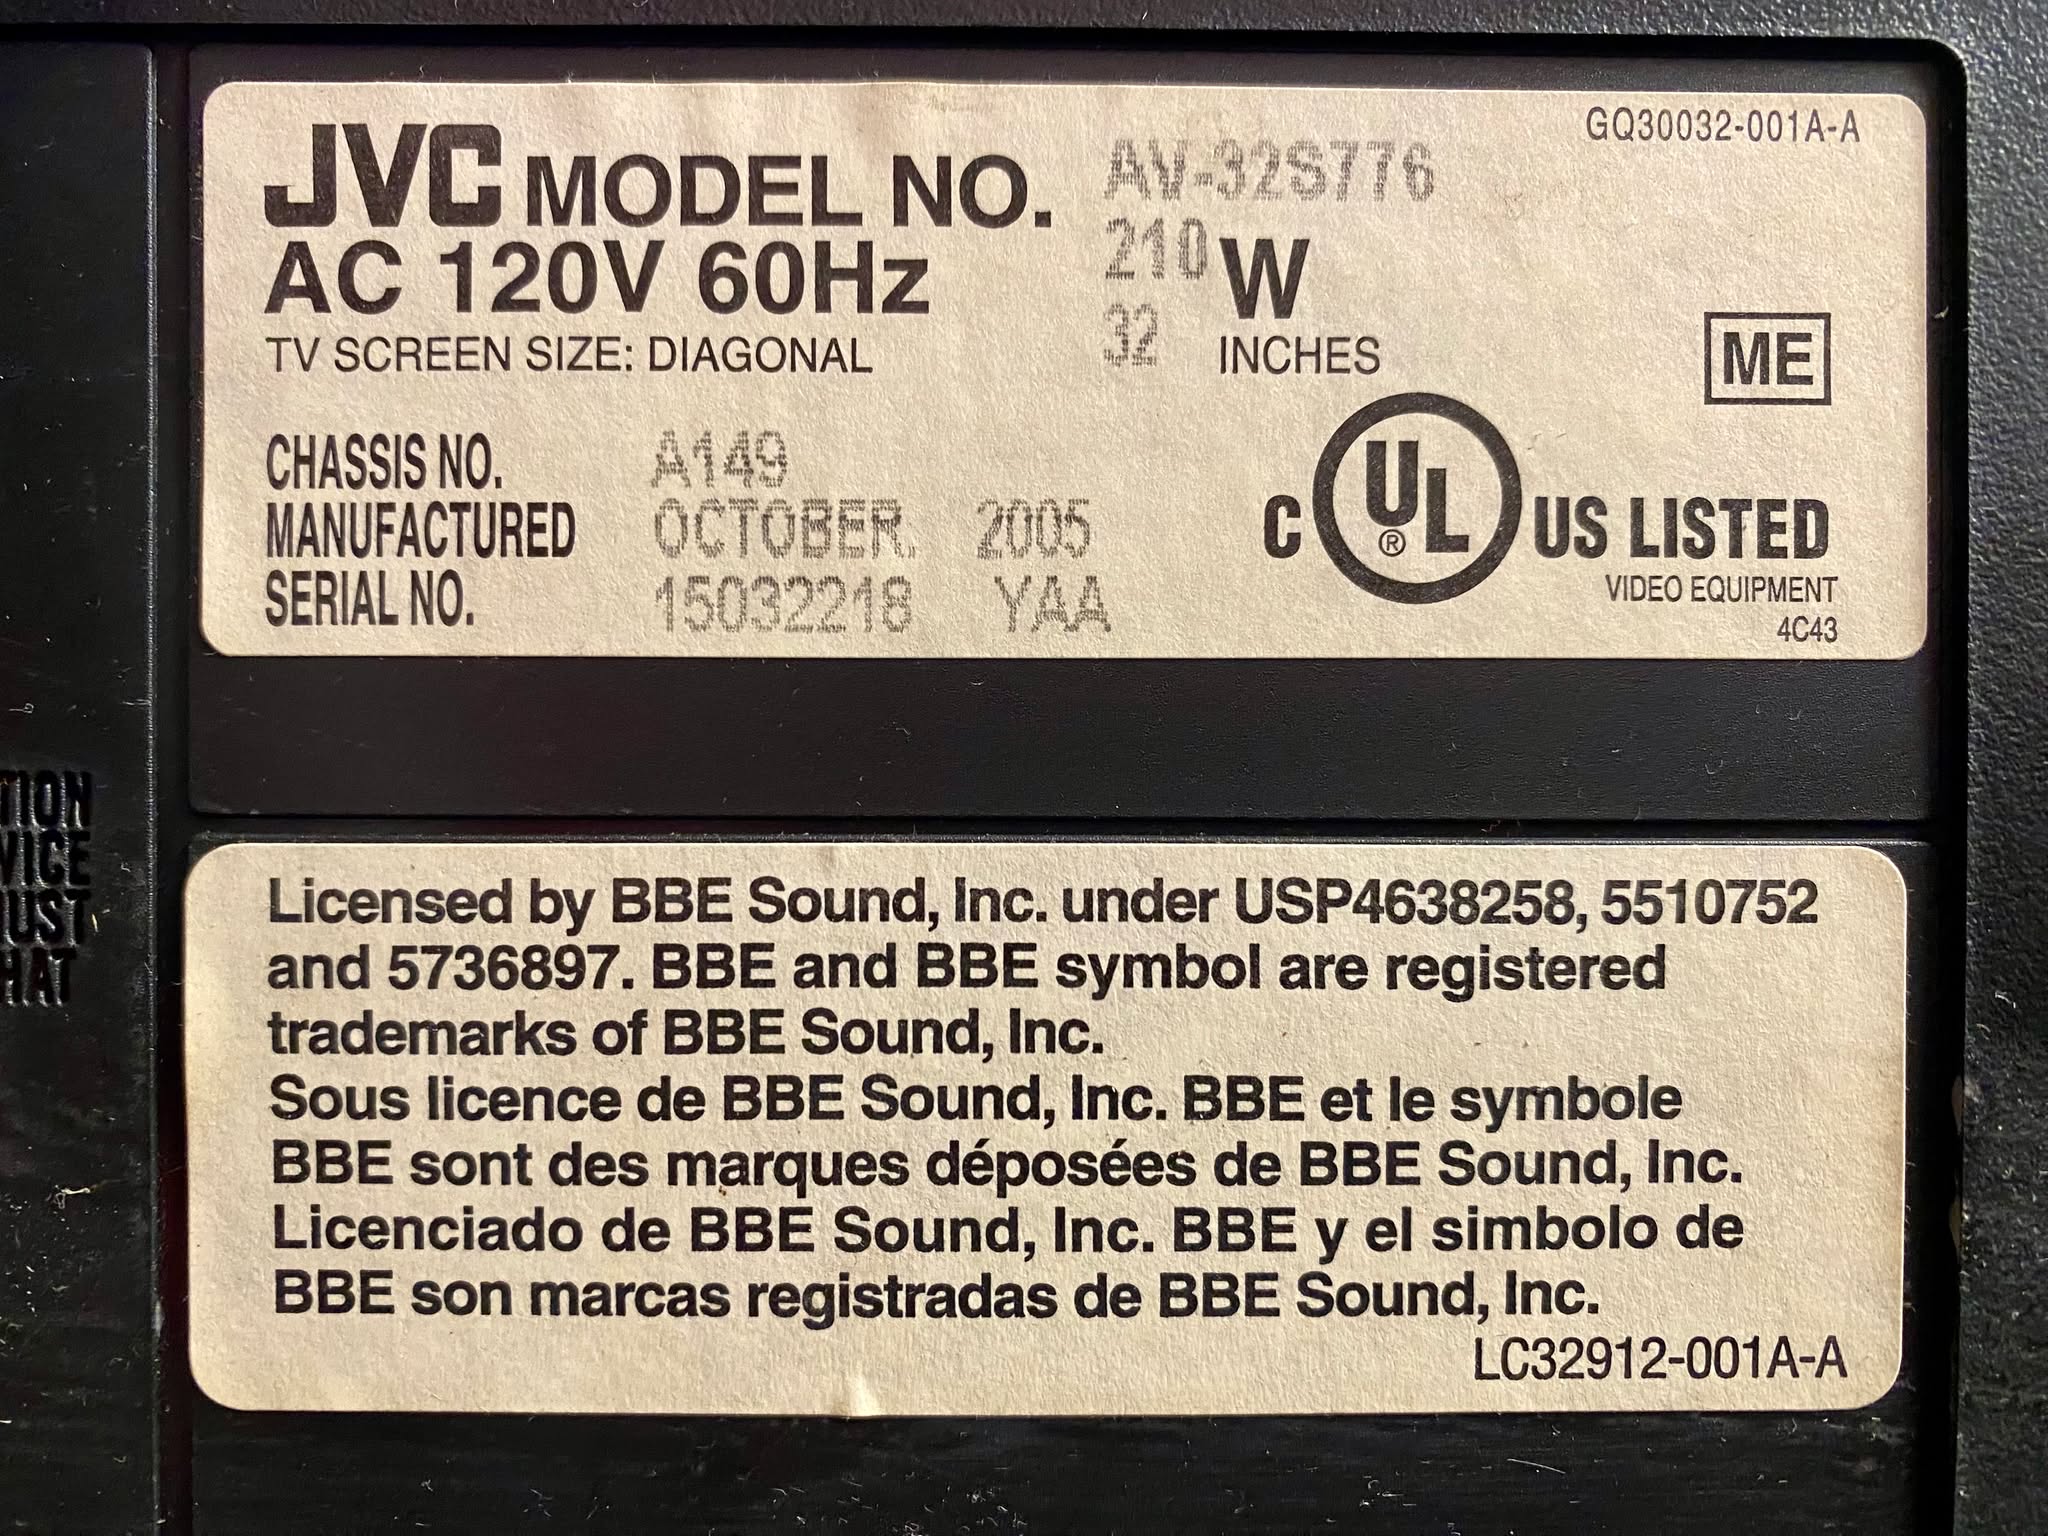 GQ30032-001A-A
JVC MODEL NO. AV-32S776
AC 120V 60Hz 210 W
TV SCREEN SIZE: DIAGONAL 32 INCHES
ME
CHASSIS NO. A149
MANUFACTURED OCTOBER. 2005
SERIAL NO. 15032218 YAA
C UL ® US LISTED
VIDEO EQUIPMENT
4C43
TION
VICE
UST
HAT
Licensed by BBE Sound, Inc. under USP4638258, 5510752
and 5736897. BBE and BBE symbol are registered
trademarks of BBE Sound, Inc.
Sous licence de BBE Sound, Inc. BBE et le symbole
BBE sont des marques déposées de BBE Sound, Inc.
Licenciado de BBE Sound, Inc. BBE y el simbolo de
BBE son marcas registradas de BBE Sound, Inc.
LC32912-001A-A